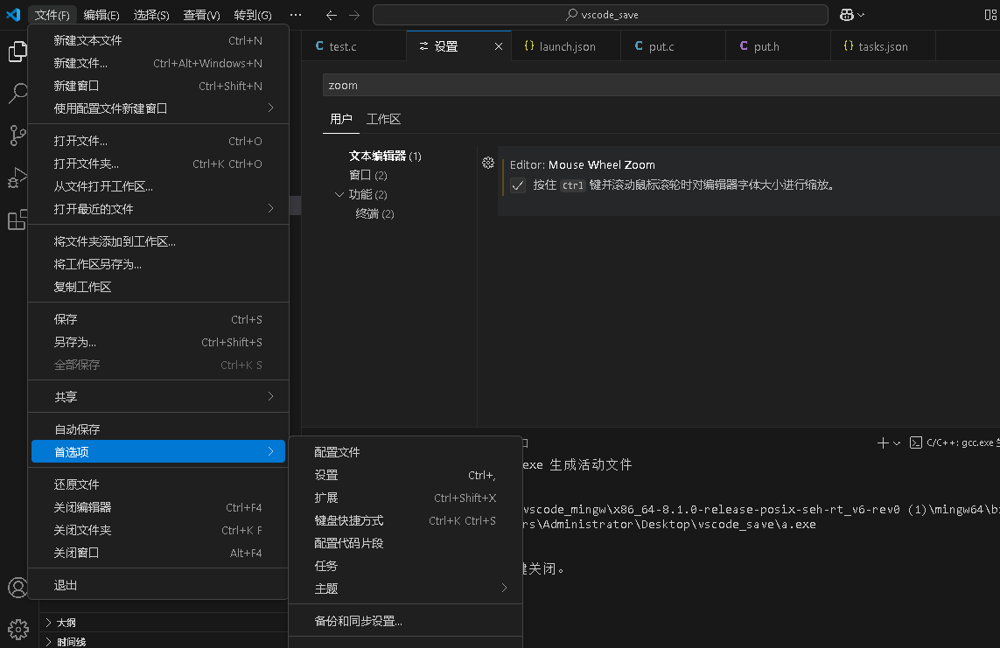 文件(F) 编辑(E) 选择(S) 查看(V) 转到(G) ··· vscode_save
新建文本文件 Ctrl+N
新建文件... Ctrl+Alt+Windows+N
新建窗口 Ctrl+Shift+N
使用配置文件新建窗口
打开文件... Ctrl+O
打开文件夹... Ctrl+K Ctrl+O
从文件打开工作区...
打开最近的文件
将文件夹添加到工作区...
将工作区另存为...
复制工作区
保存 Ctrl+S
另存为... Ctrl+Shift+S
全部保存 Ctrl+K S
共享
自动保存
首选项
还原文件
关闭编辑器 Ctrl+F4
关闭文件夹 Ctrl+K F
关闭窗口 Alt+F4
退出
大纲
时间线
配置文件
设置 Ctrl+,
扩展 Ctrl+Shift+X
键盘快捷方式 Ctrl+K Ctrl+S
配置代码片段
任务
主题
备份和同步设置...
C test.c 设置 {} launch.json C put.c C put.h {} tasks.json
zoom
用户 工作区
文本编辑器 (1)
窗口 (2)
功能 (2)
终端 (2)
Editor: Mouse Wheel Zoom
按住 Ctrl 键并滚动鼠标滚轮时对编辑器字体大小进行缩放。
C/C++: gcc.exe
exe 生成活动文件
vscode_mingw\x86_64-8.1.0-release-posix-seh-rt_v6-rev0 (1)\mingw64\b
rs\Administrator\Desktop\vscode_save\a.exe
键关闭。